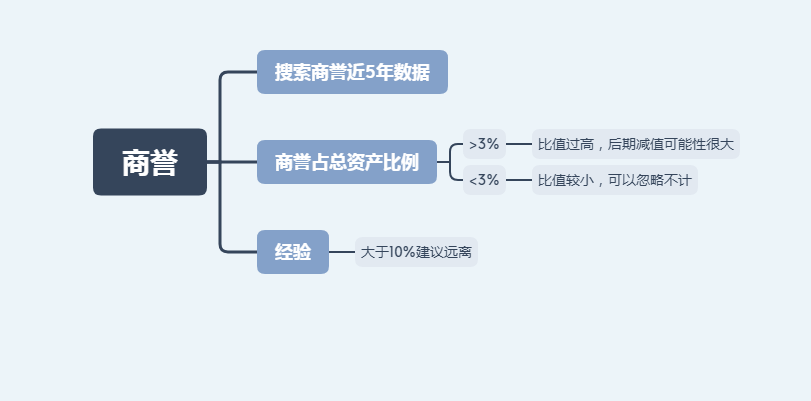 商誉
搜索商誉近5年数据
商誉占总资产比例
>3%
比值过高，后期减值可能性很大
<3%
比值较小，可以忽略不计
经验
大于10%建议远离